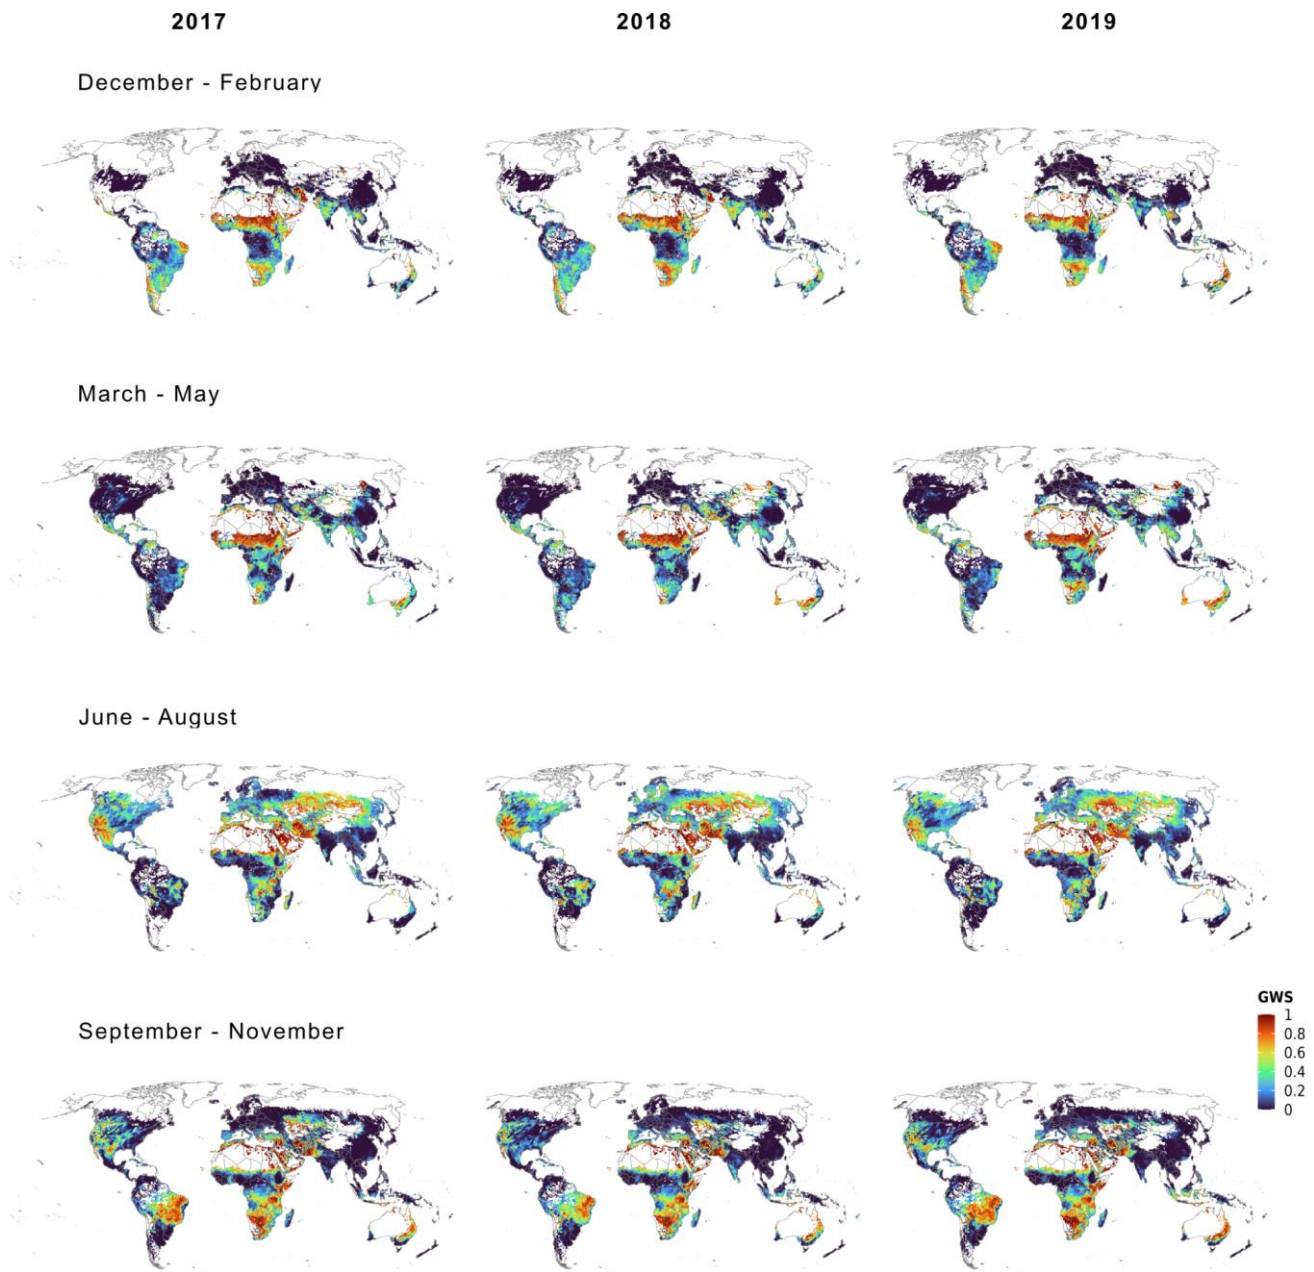 2017 2018 2019
December - February
March - May
June - August
GWS
1
0.8
0.6
0.4
0.2
0
September - November